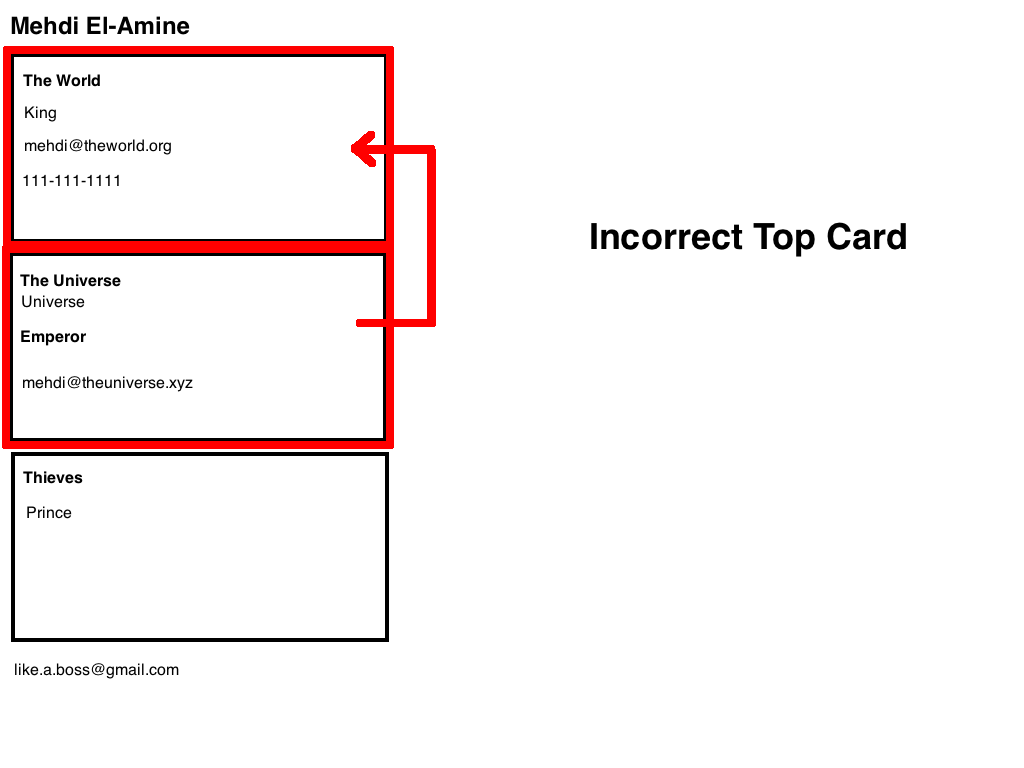 Mehdi El-Amine
The World
King
mehdi@theworld.org
111-111-1111
Incorrect Top Card
The Universe
Universe
Emperor
mehdi@theuniverse.xyz
Thieves
Prince
like.a.boss@gmail.com